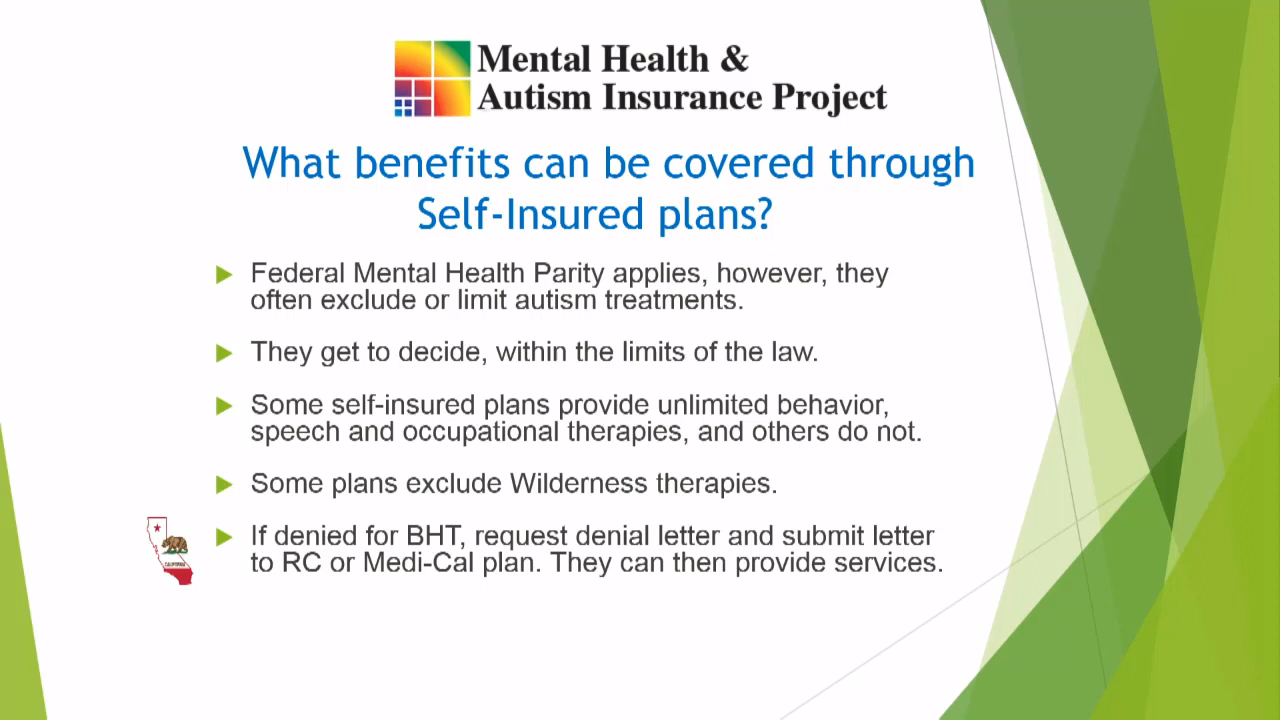 Mental Health &
Autism Insurance Project
What benefits can be covered through
Self-Insured plans?
Federal Mental Health Parity applies, however, they
often exclude or limit autism treatments.
They get to decide, within the limits of the law.
Some self-insured plans provide unlimited behavior,
speech and occupational therapies, and others do not.
Some plans exclude Wilderness therapies.
If denied for BHT, request denial letter and submit letter
to RC or Medi-Cal plan. They can then provide services.
CALIFORNIA